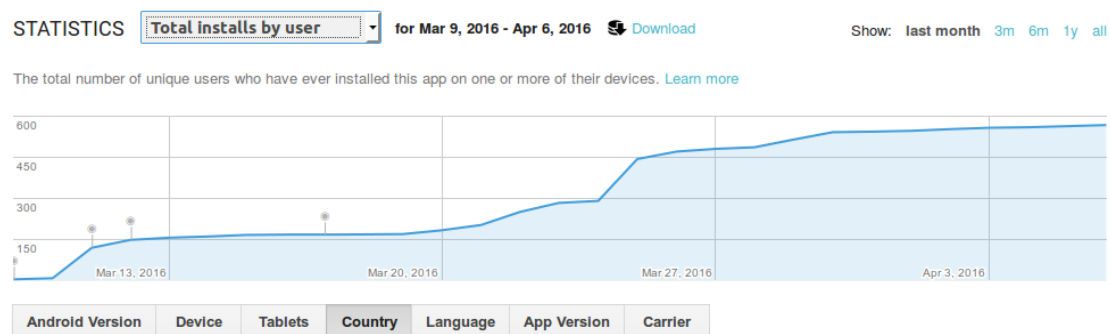 STATISTICS Total installs by user for Mar 9, 2016 - Apr 6, 2016 Download Show: last month 3m 6m 1y all
The total number of unique users who have ever installed this app on one or more of their devices. Learn more
600
450
300
150
Mar 13, 2016 Mar 20, 2016 Mar 27, 2016 Apr 3, 2016
Android Version Device Tablets Country Language App Version Carrier